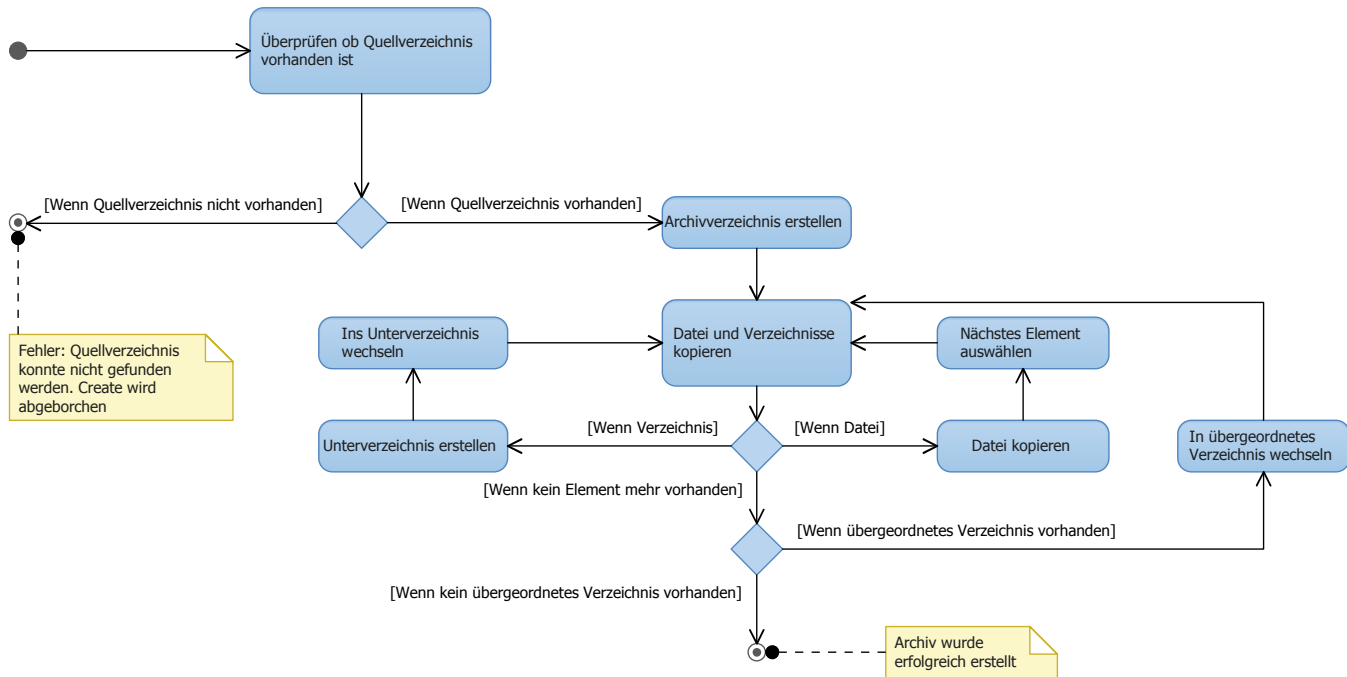 Überprüfen ob Quellverzeichnis
vorhanden ist
[Wenn Quellverzeichnis nicht vorhanden]
[Wenn Quellverzeichnis vorhanden]
Archivverzeichnis erstellen
Fehler: Quellverzeichnis
konnte nicht gefunden
werden. Create wird
abgeborchen
Ins Unterverzeichnis
wechseln
Datei und Verzeichnisse
kopieren
Nächstes Element
auswählen
[Wenn Verzeichnis]
[Wenn Datei]
Unterverzeichnis erstellen
Datei kopieren
In übergeordnetes
Verzeichnis wechseln
[Wenn kein Element mehr vorhanden]
[Wenn übergeordnetes Verzeichnis vorhanden]
[Wenn kein übergeordnetes Verzeichnis vorhanden]
Archiv wurde
erfolgreich erstellt